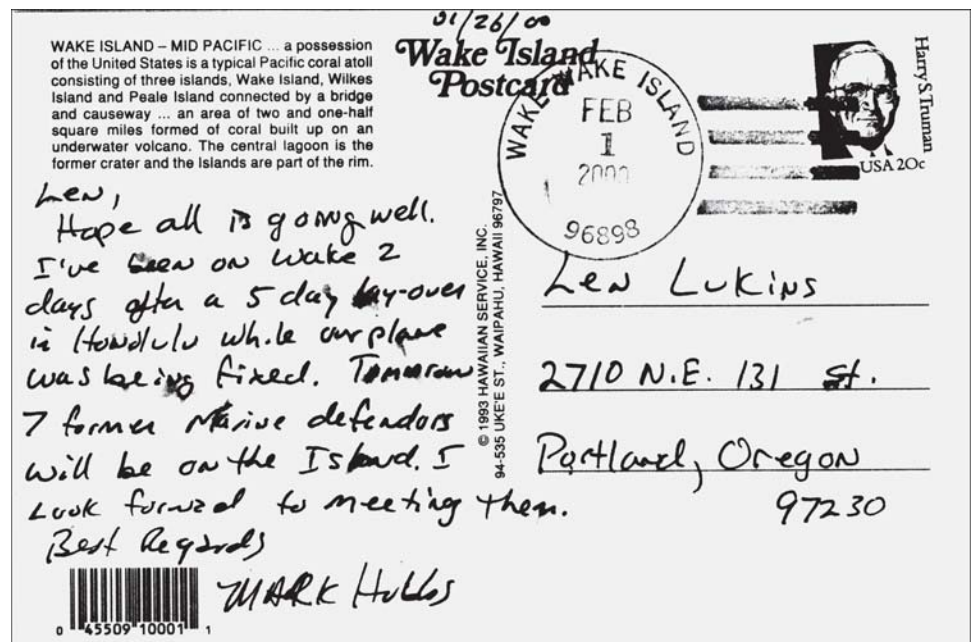 01/26/00
WAKE ISLAND – MID PACIFIC ... a possession
of the United States is a typical Pacific coral atoll
consisting of three islands, Wake Island, Wilkes
Island and Peale Island connected by a bridge
and causeway ... an area of two and one-half
square miles formed of coral built up on an
underwater volcano. The central lagoon is the
former crater and the Islands are part of the rim.
Wake Island
Postcard
WAKE WAKE ISLAND
FEB
1
2000
96898
Harry S. Truman
USA 20c
Len,
Hope all is going well.
I've been on Wake 2
days after a 5 day lay-over
in Honolulu while our plane
was being fixed. Tomorrow
7 former Marine defendors
will be on the Island. I
Look forward to meeting them.
Best Regards
MARK Hubbs
© 1993 HAWAIIAN SERVICE, INC.
94-535 UKE'E ST., WAIPAHU, HAWAII 96797
Len Lukins
2710 N.E. 131 St.
Portland, Oregon
97230
0 45509 10001 1